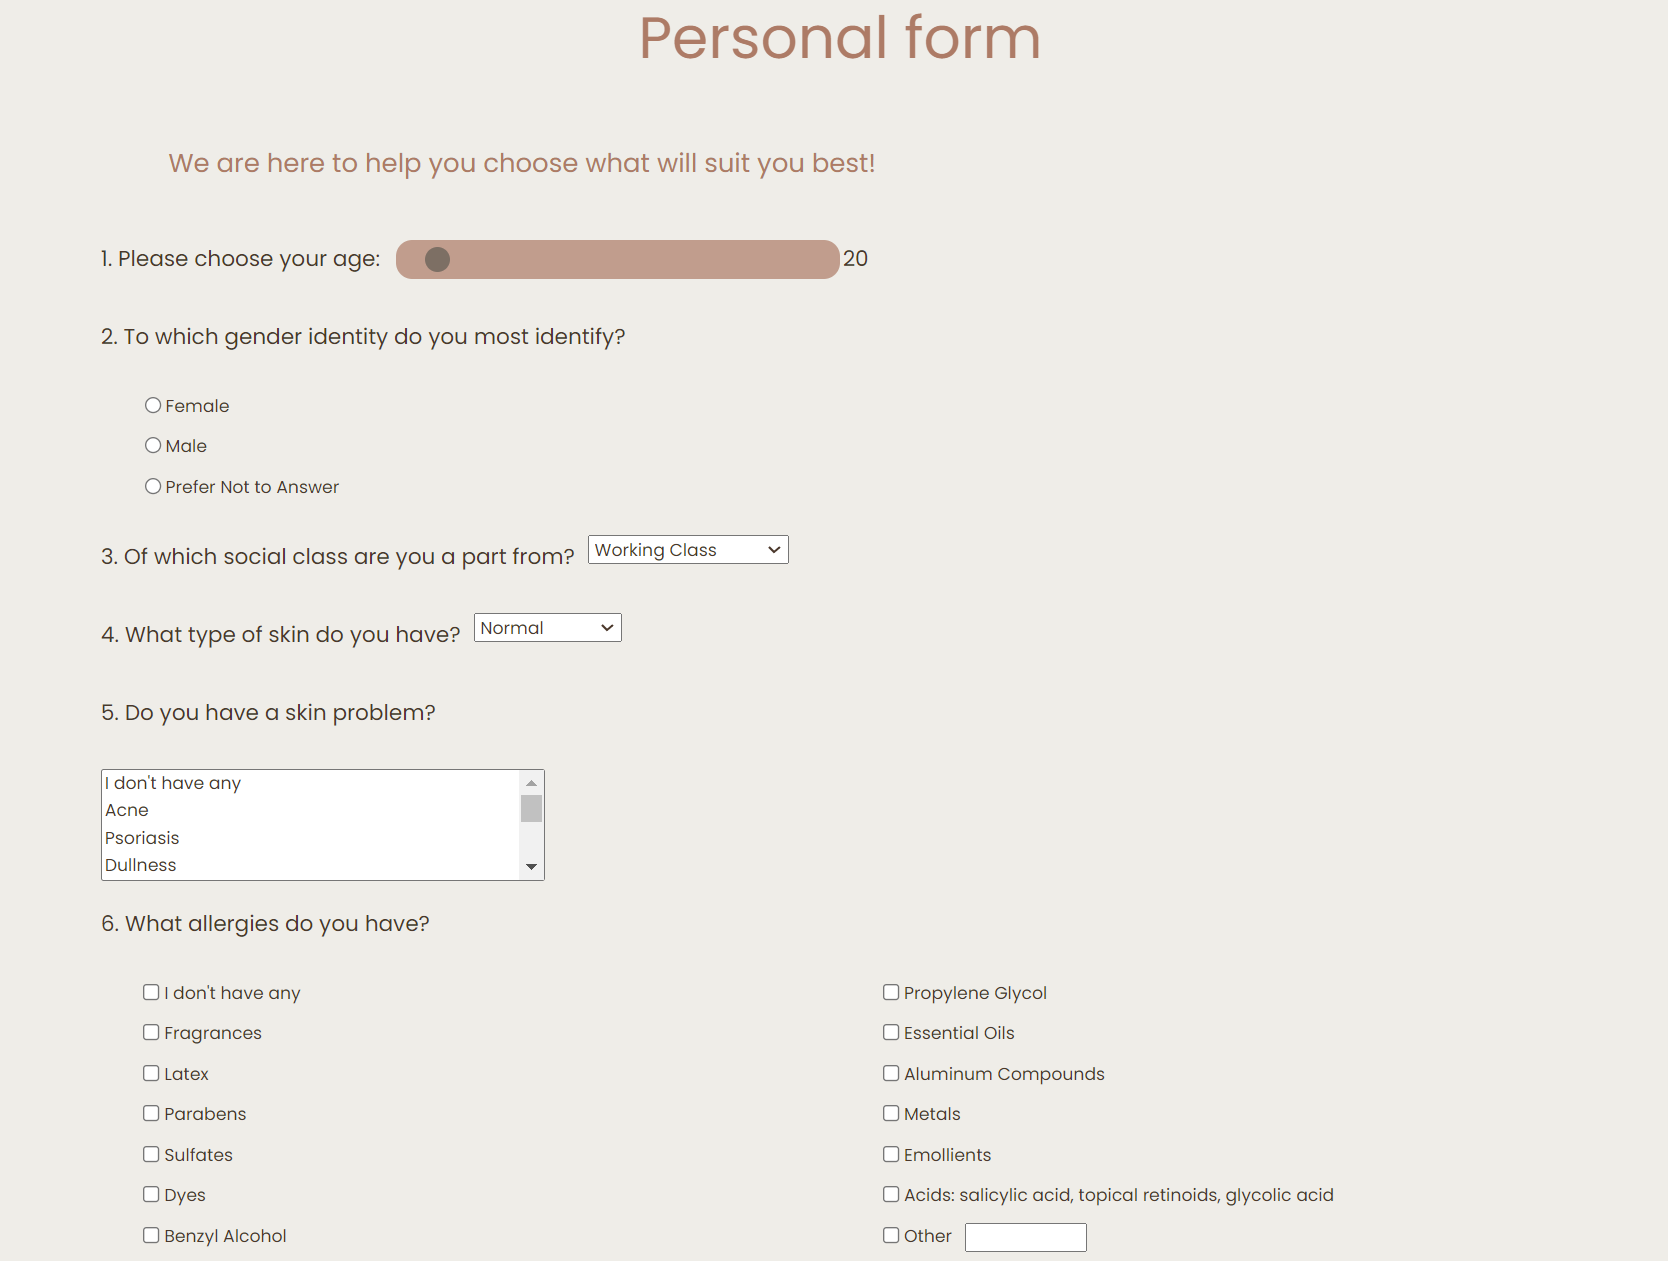 Personal form
We are here to help you choose what will suit you best!
1. Please choose your age: 20
2. To which gender identity do you most identify?
Female
Male
Prefer Not to Answer
3. Of which social class are you a part from? Working Class
4. What type of skin do you have? Normal
5. Do you have a skin problem?
I don't have any
Acne
Psoriasis
Dullness
6. What allergies do you have?
I don't have any
Fragrances
Latex
Parabens
Sulfates
Dyes
Benzyl Alcohol
Propylene Glycol
Essential Oils
Aluminum Compounds
Metals
Emollients
Acids: salicylic acid, topical retinoids, glycolic acid
Other